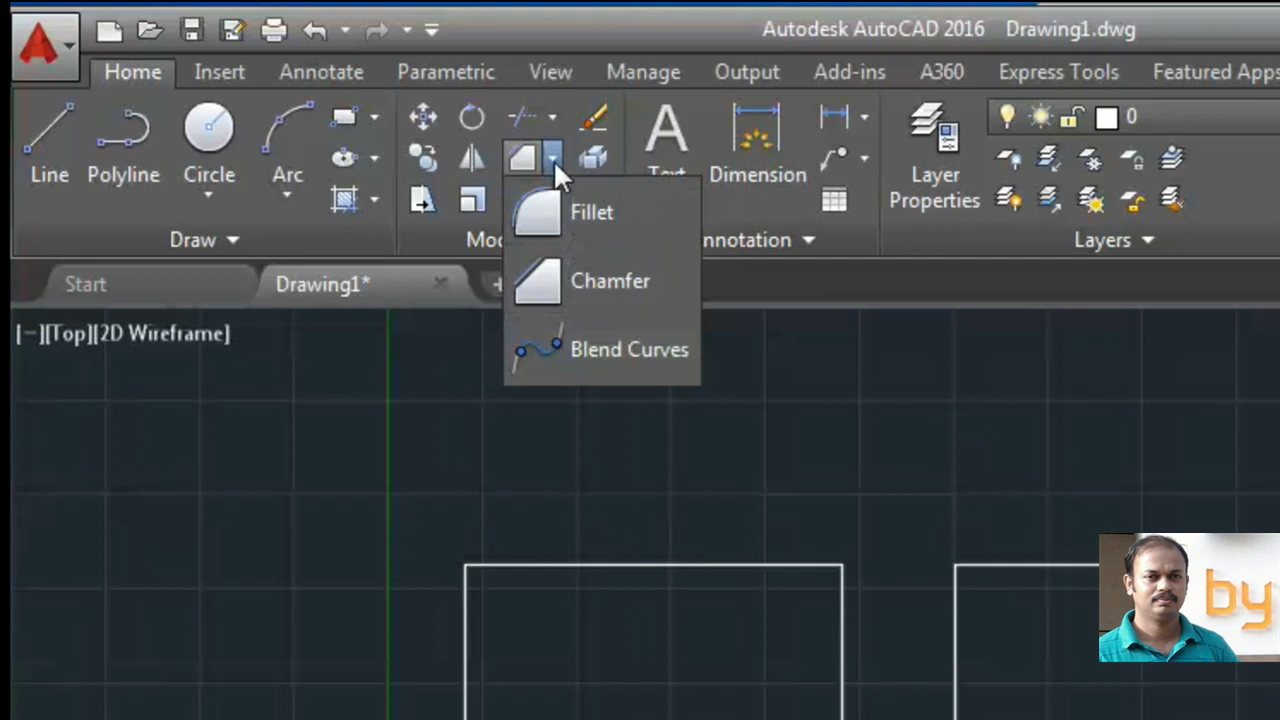 Autodesk AutoCAD 2016 Drawing1.dwg
Home Insert Annotate Parametric View Manage Output Add-ins A360 Express Tools Featured Apps
0
Line Polyline Circle Arc
A
Text Dimension
Layer
Properties
Draw
Layers
Fillet
Chamfer
Blend Curves
Start Drawing1*
[−][Top][2D Wireframe]
by